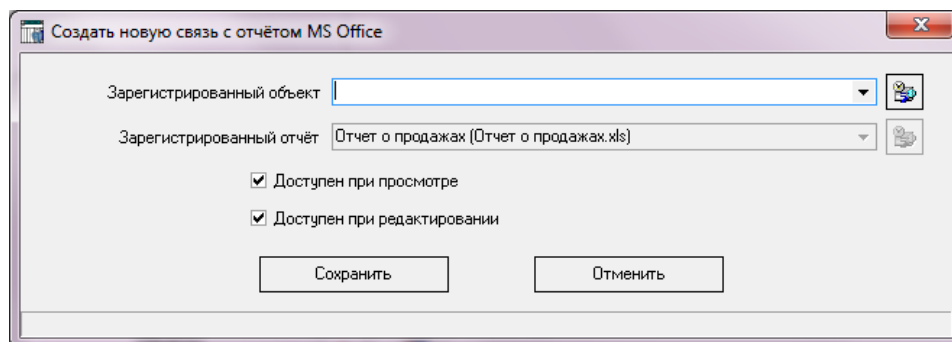 Создать новую связь с отчётом MS Office
Зарегистрированный объект
Зарегистрированный отчёт Отчет о продажах (Отчет о продажах.xls)
Доступен при просмотре
Доступен при редактировании
Сохранить Отменить